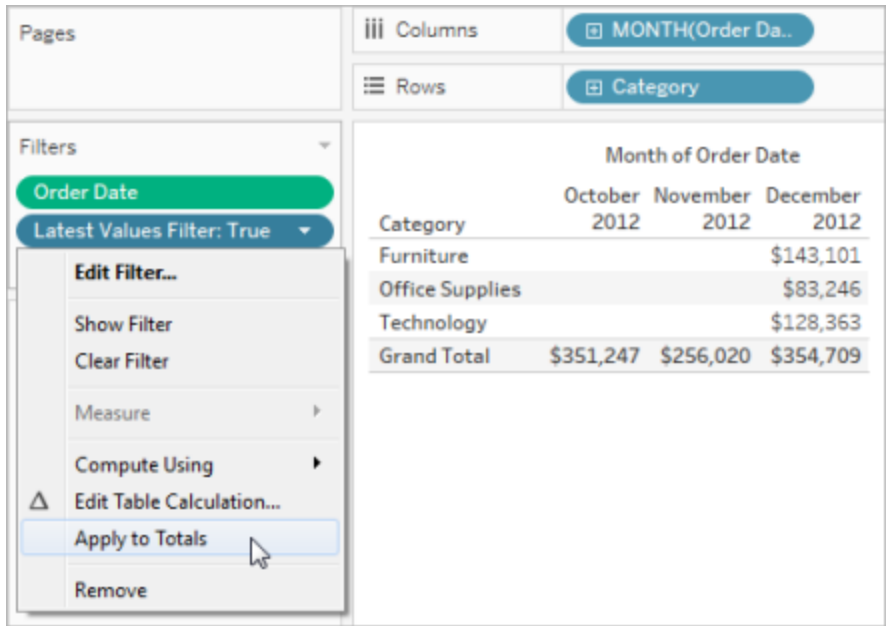 Pages
Columns
MONTH(Order Da..
Rows
Category
Filters
Order Date
Latest Values Filter: True
Edit Filter...
Show Filter
Clear Filter
Measure
Compute Using
Edit Table Calculation...
Apply to Totals
Remove
Month of Order Date
October November December
Category 2012 2012 2012
Furniture $143,101
Office Supplies $83,246
Technology $128,363
Grand Total $351,247 $256,020 $354,709